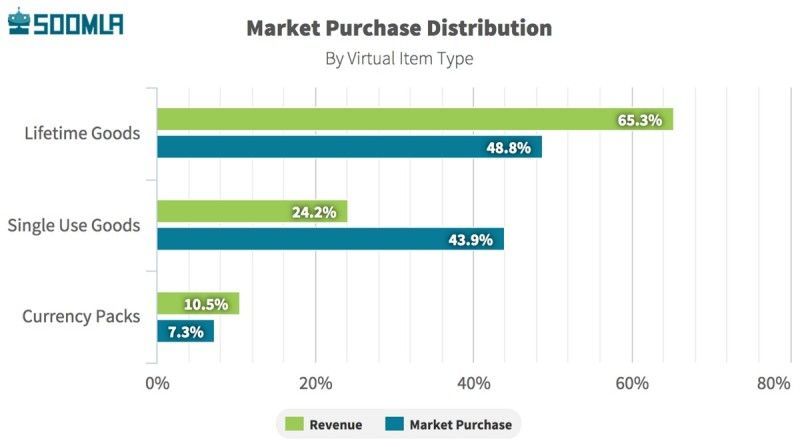 SOOMLA
Market Purchase Distribution
By Virtual Item Type
Lifetime Goods
65.3%
48.8%
Single Use Goods
24.2%
43.9%
Currency Packs
10.5%
7.3%
0% 20% 40% 60% 80%
Revenue Market Purchase